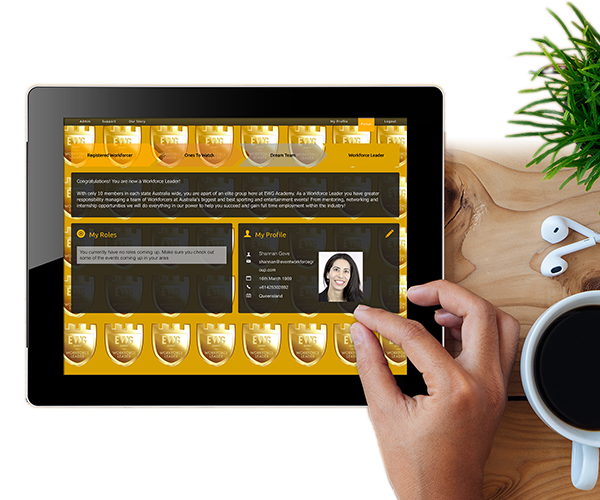 Admin Support Our Story My Profile Logout
Registered Workforcer Ones To Watch Dream Team Workforce Leader
Congratulations! You are now a Workforce Leader!
With only 10 members in each state Australia wide, you are apart of an elite group here at EWG Academy. As a Workforce Leader you have greater
responsibility managing a team of Workforcers at Australia's biggest and best sporting and entertainment events! From mentoring, networking and
internship opportunities we will do everything in our power to help you succeed and gain full time employment within the industry!
My Roles
You currently have no roles coming up. Make sure you check out
some of the events coming up in your area.
My Profile
Shannan Gove
shannan@eventworkforcegr
oup.com
18th March 1989
Queensland
EWG
WORKFORCE
LEADER